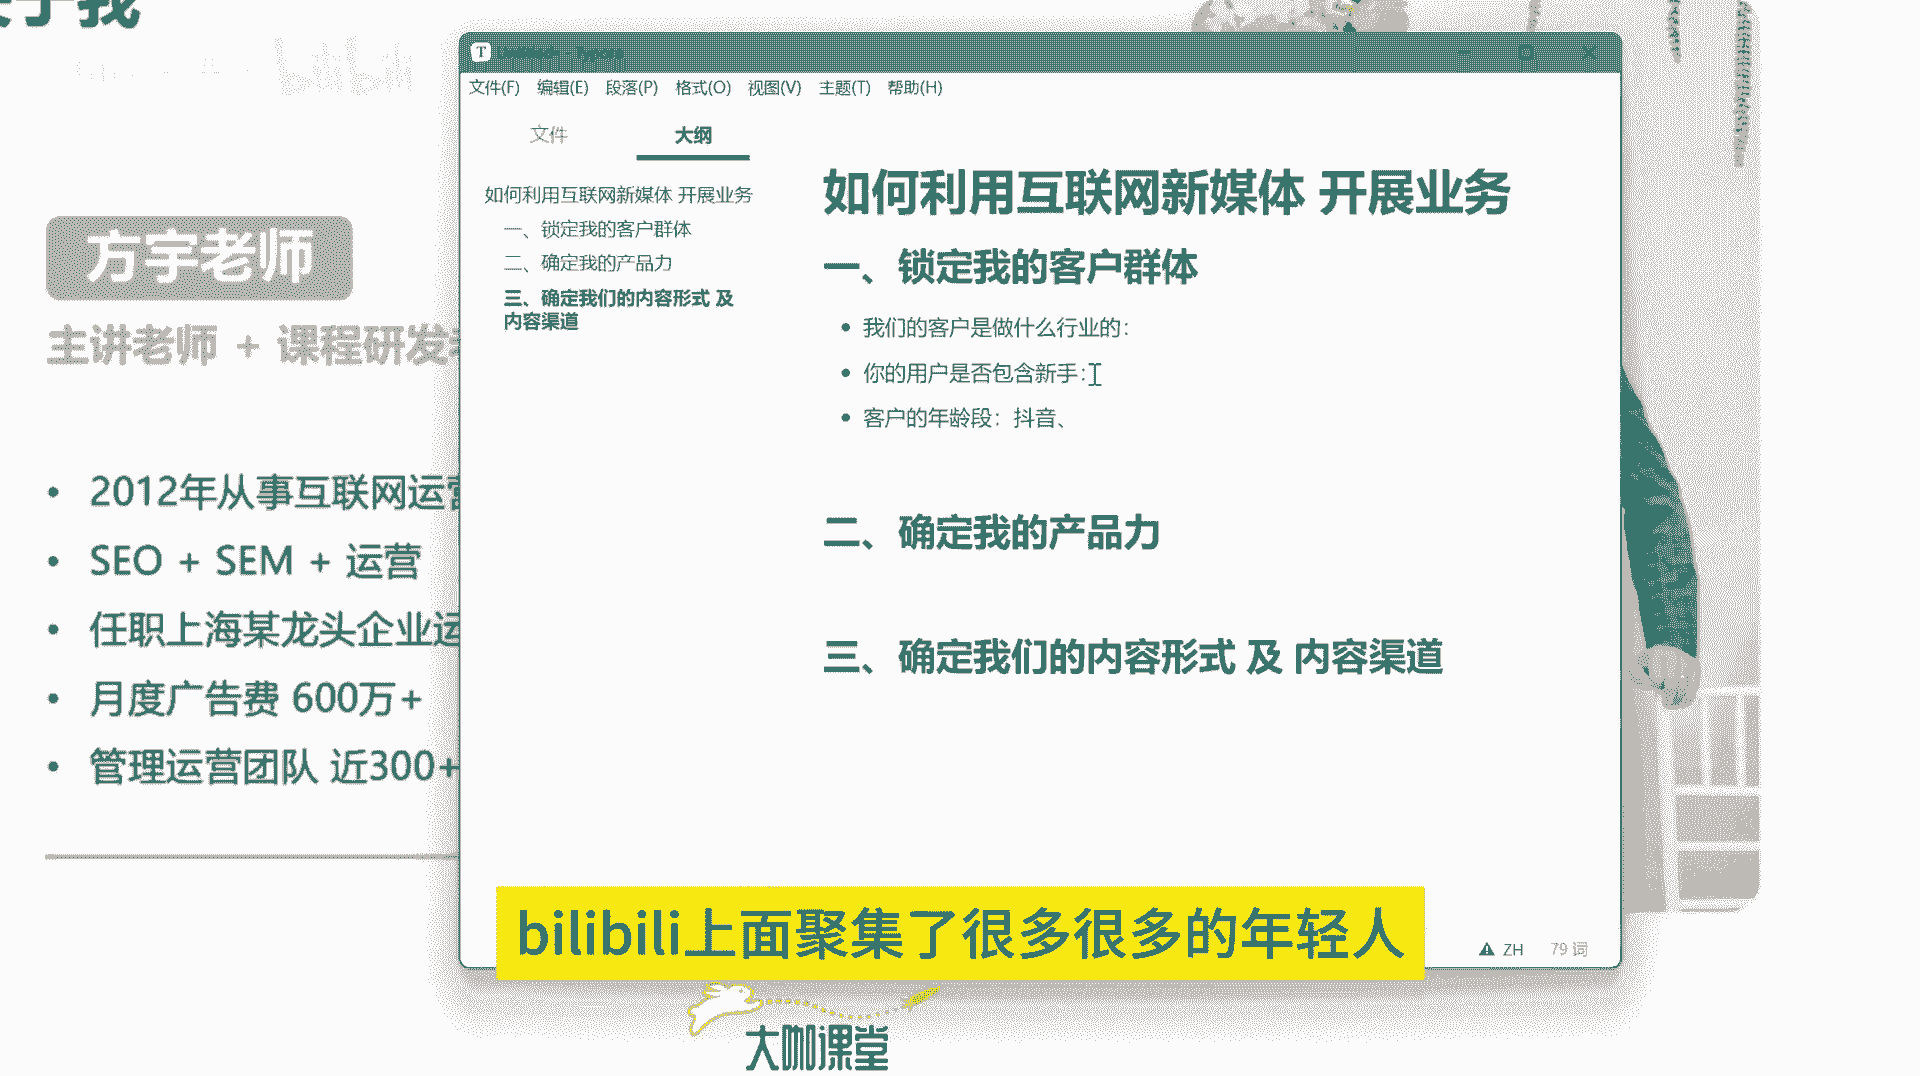 bilibili
方宇老师
主讲老师 + 课程研发
• 2012年从事互联网运营
• SEO + SEM + 运营
• 任职上海某龙头企业运
• 月度广告费 600万+
• 管理运营团队 近300+
文件(F) 编辑(E) 段落(P) 格式(O) 视图(V) 主题(T) 帮助(H)
文件 大纲
如何利用互联网新媒体 开展业务
一、锁定我的客户群体
二、确定我的产品力
三、确定我们的内容形式 及
内容渠道
如何利用互联网新媒体 开展业务
一、锁定我的客户群体
• 我们的客户是做什么行业的：
• 你的用户是否包含新手：
• 客户的年龄段：抖音、
二、确定我的产品力
三、确定我们的内容形式 及 内容渠道
ZH 79 词
bilibili上面聚集了很多很多的年轻人
大咖课堂